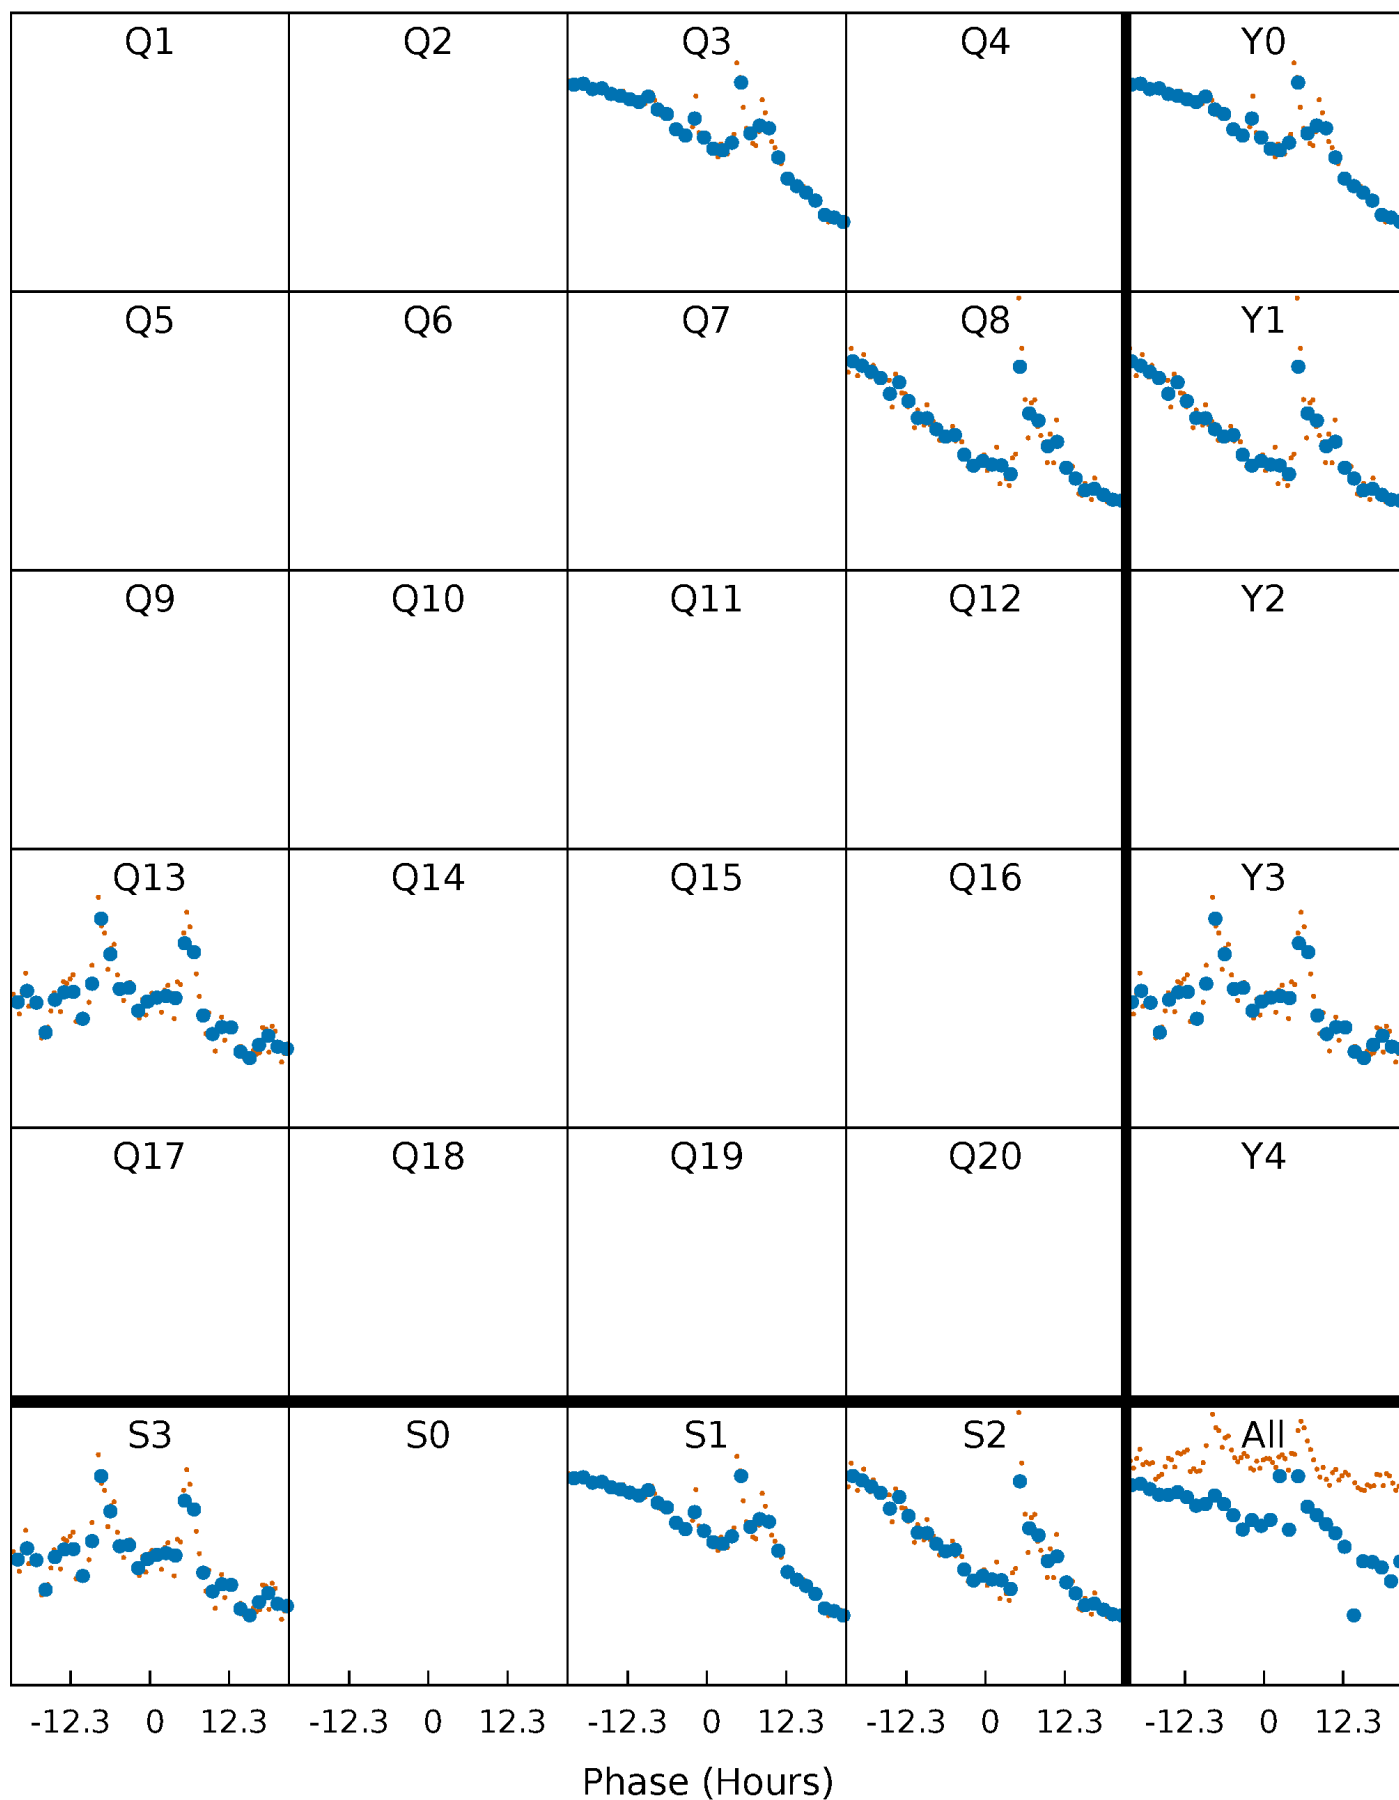 Q1 Q2 Q3 Q4 Y0
Q5 Q6 Q7 Q8 Y1
Q9 Q10 Q11 Q12 Y2
Q13 Q14 Q15 Q16 Y3
Q17 Q18 Q19 Q20 Y4
S3 S0 S1 S2 All
-12.3 0 12.3 -12.3 0 12.3 -12.3 0 12.3 -12.3 0 12.3 -12.3 0 12.3
Phase (Hours)